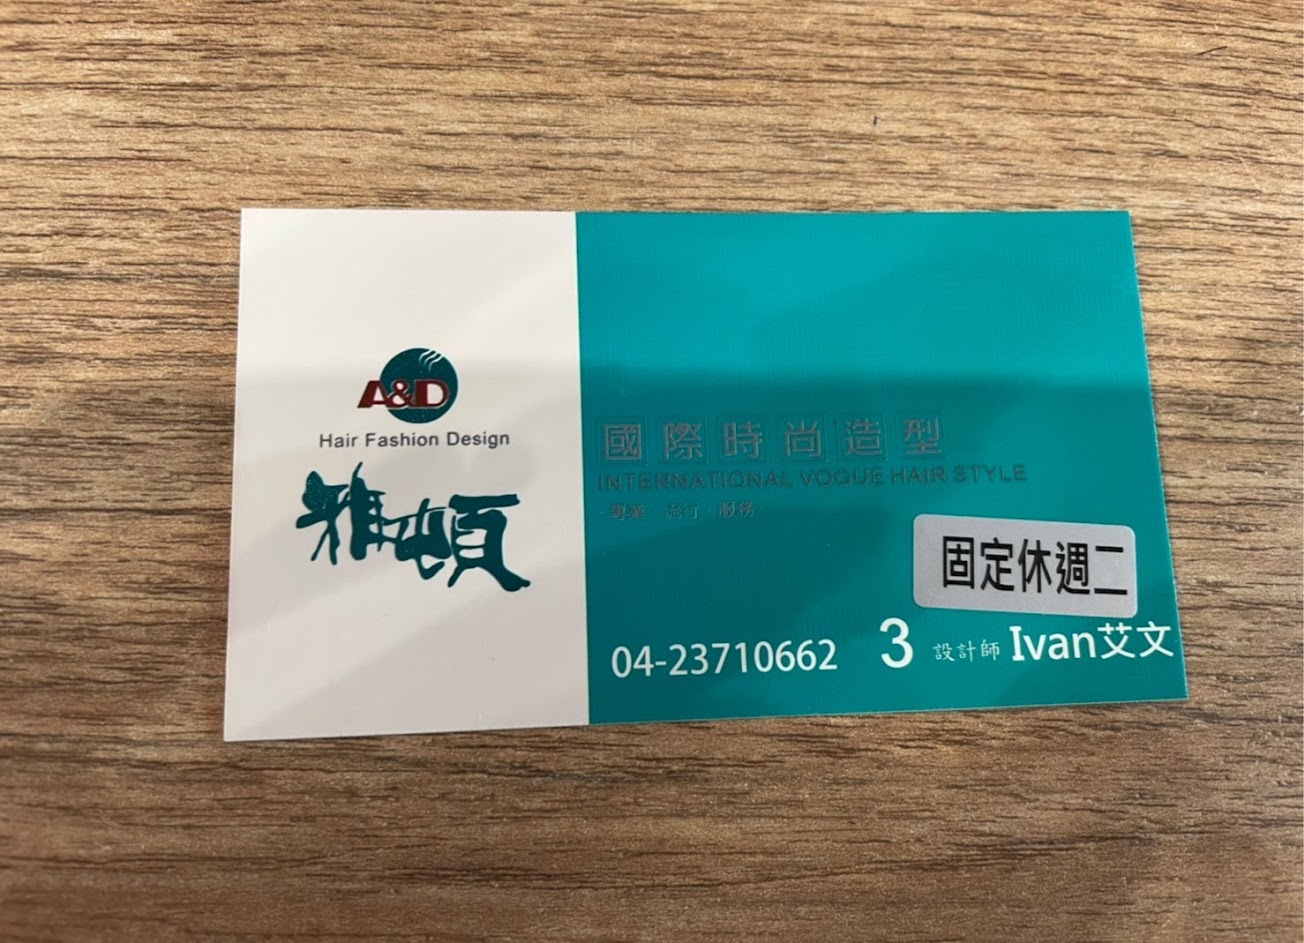 A&D
Hair Fashion Design
雅頓
國際時尚造型
INTERNATIONAL VOGUE HAIR STYLE
·專業·流行·服務·
固定休週二
04-23710662 3 設計師 Ivan艾文